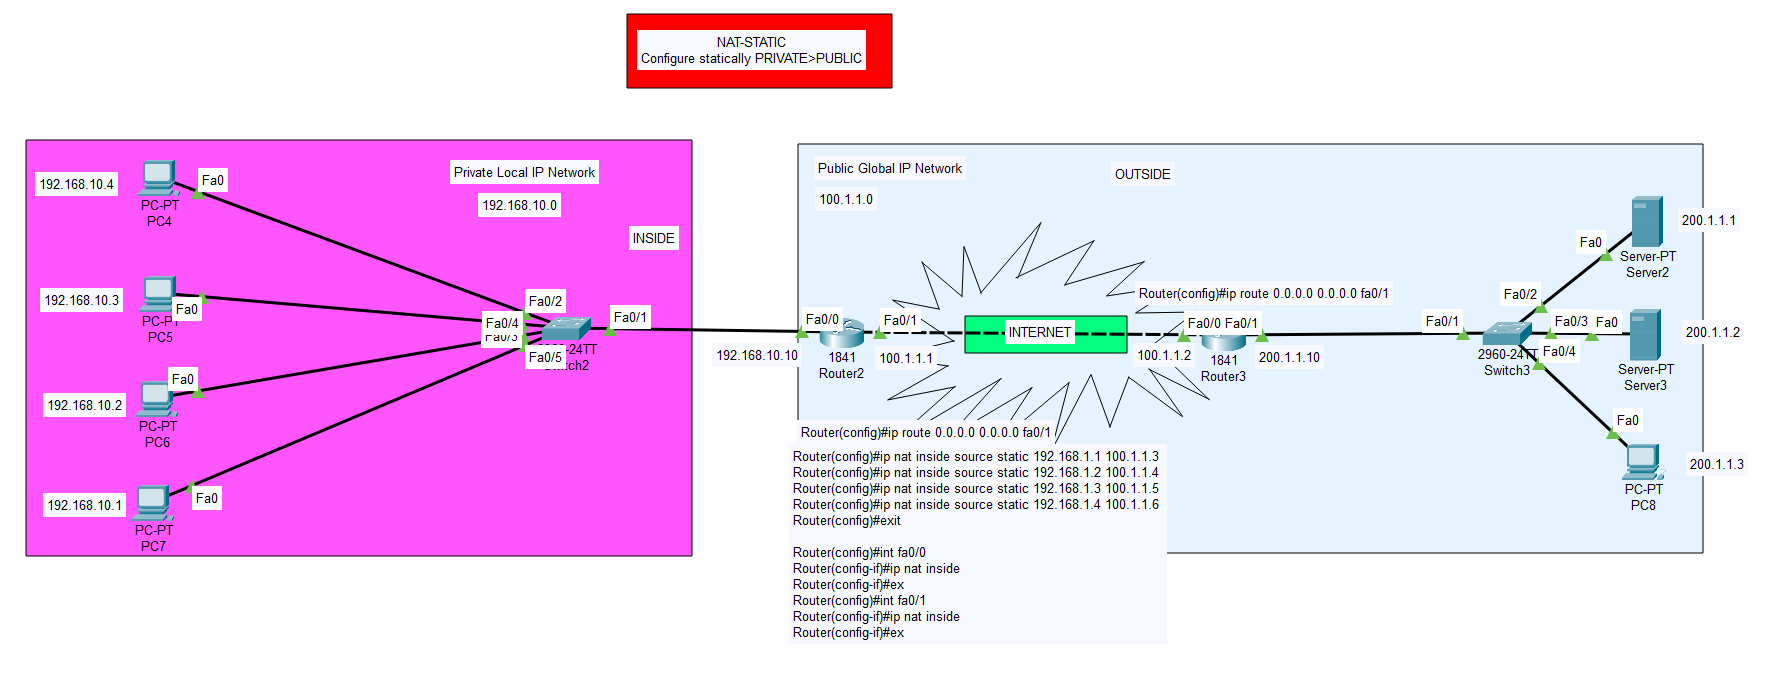 NAT-STATIC
Configure statically PRIVATE>PUBLIC
Private Local IP Network
192.168.10.0
INSIDE
192.168.10.4
Fa0
PC-PT
PC4
192.168.10.3
Fa0
PC-PT
PC5
192.168.10.2
Fa0
PC-PT
PC6
192.168.10.1
Fa0
PC-PT
PC7
Fa0/2
Fa0/4
Fa0/3
Fa0/5
Fa0/1
-24TT
Switch2
Public Global IP Network
100.1.1.0
OUTSIDE
Router(config)#ip route 0.0.0.0 0.0.0.0 fa0/1
Fa0/0
Fa0/1
192.168.10.10
1841
Router2
100.1.1.1
INTERNET
Fa0/0
Fa0/1
100.1.1.2
1841
Router3
200.1.1.10
Fa0/1
Fa0/2
Fa0/3
Fa0/4
2960-24TT
Switch3
Fa0
200.1.1.1
Server-PT
Server2
Fa0
200.1.1.2
Server-PT
Server3
Fa0
200.1.1.3
PC-PT
PC8
Router(config)#ip route 0.0.0.0 0.0.0.0 fa0/1
Router(config)#ip nat inside source static 192.168.1.1 100.1.1.3
Router(config)#ip nat inside source static 192.168.1.2 100.1.1.4
Router(config)#ip nat inside source static 192.168.1.3 100.1.1.5
Router(config)#ip nat inside source static 192.168.1.4 100.1.1.6
Router(config)#exit
Router(config)#int fa0/0
Router(config-if)#ip nat inside
Router(config-if)#ex
Router(config)#int fa0/1
Router(config-if)#ip nat inside
Router(config-if)#ex